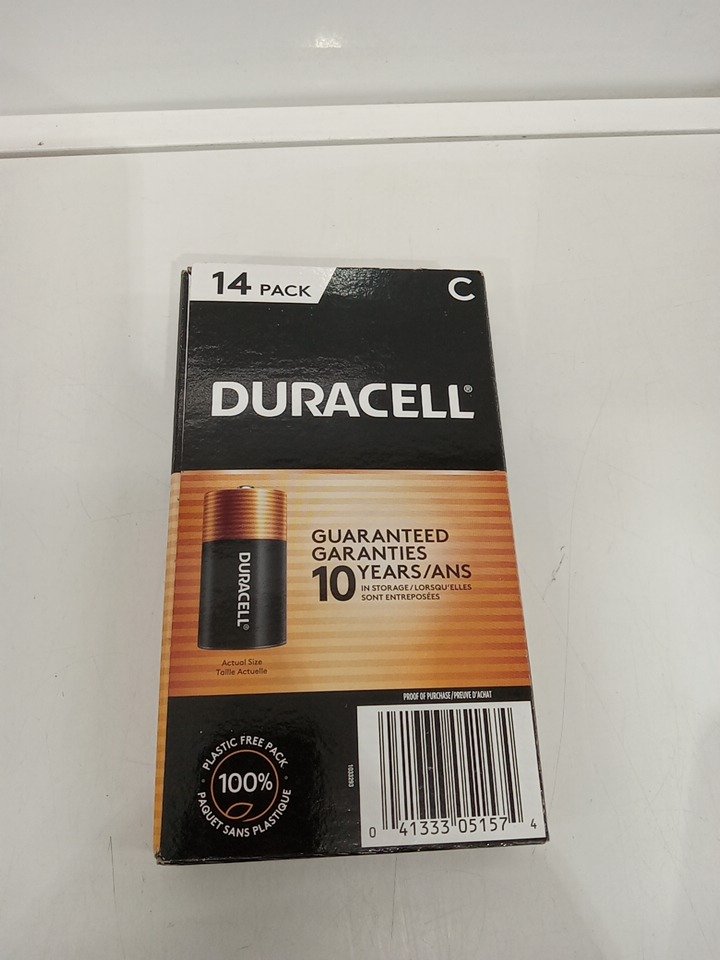 14 PACK
C
DURACELL®
DURACELL®
GUARANTEED
GARANTIES
10 YEARS/ANS
IN STORAGE/LORSQU'ELLES
SONT ENTREPOSÉES
Actual Size
Taille Actuelle
PROOF OF PURCHASE/PREUVE D'ACHAT
PLASTIC FREE PACK
100%
PAQUET SANS PLASTIQUE
1033293
0 41333 05157 4